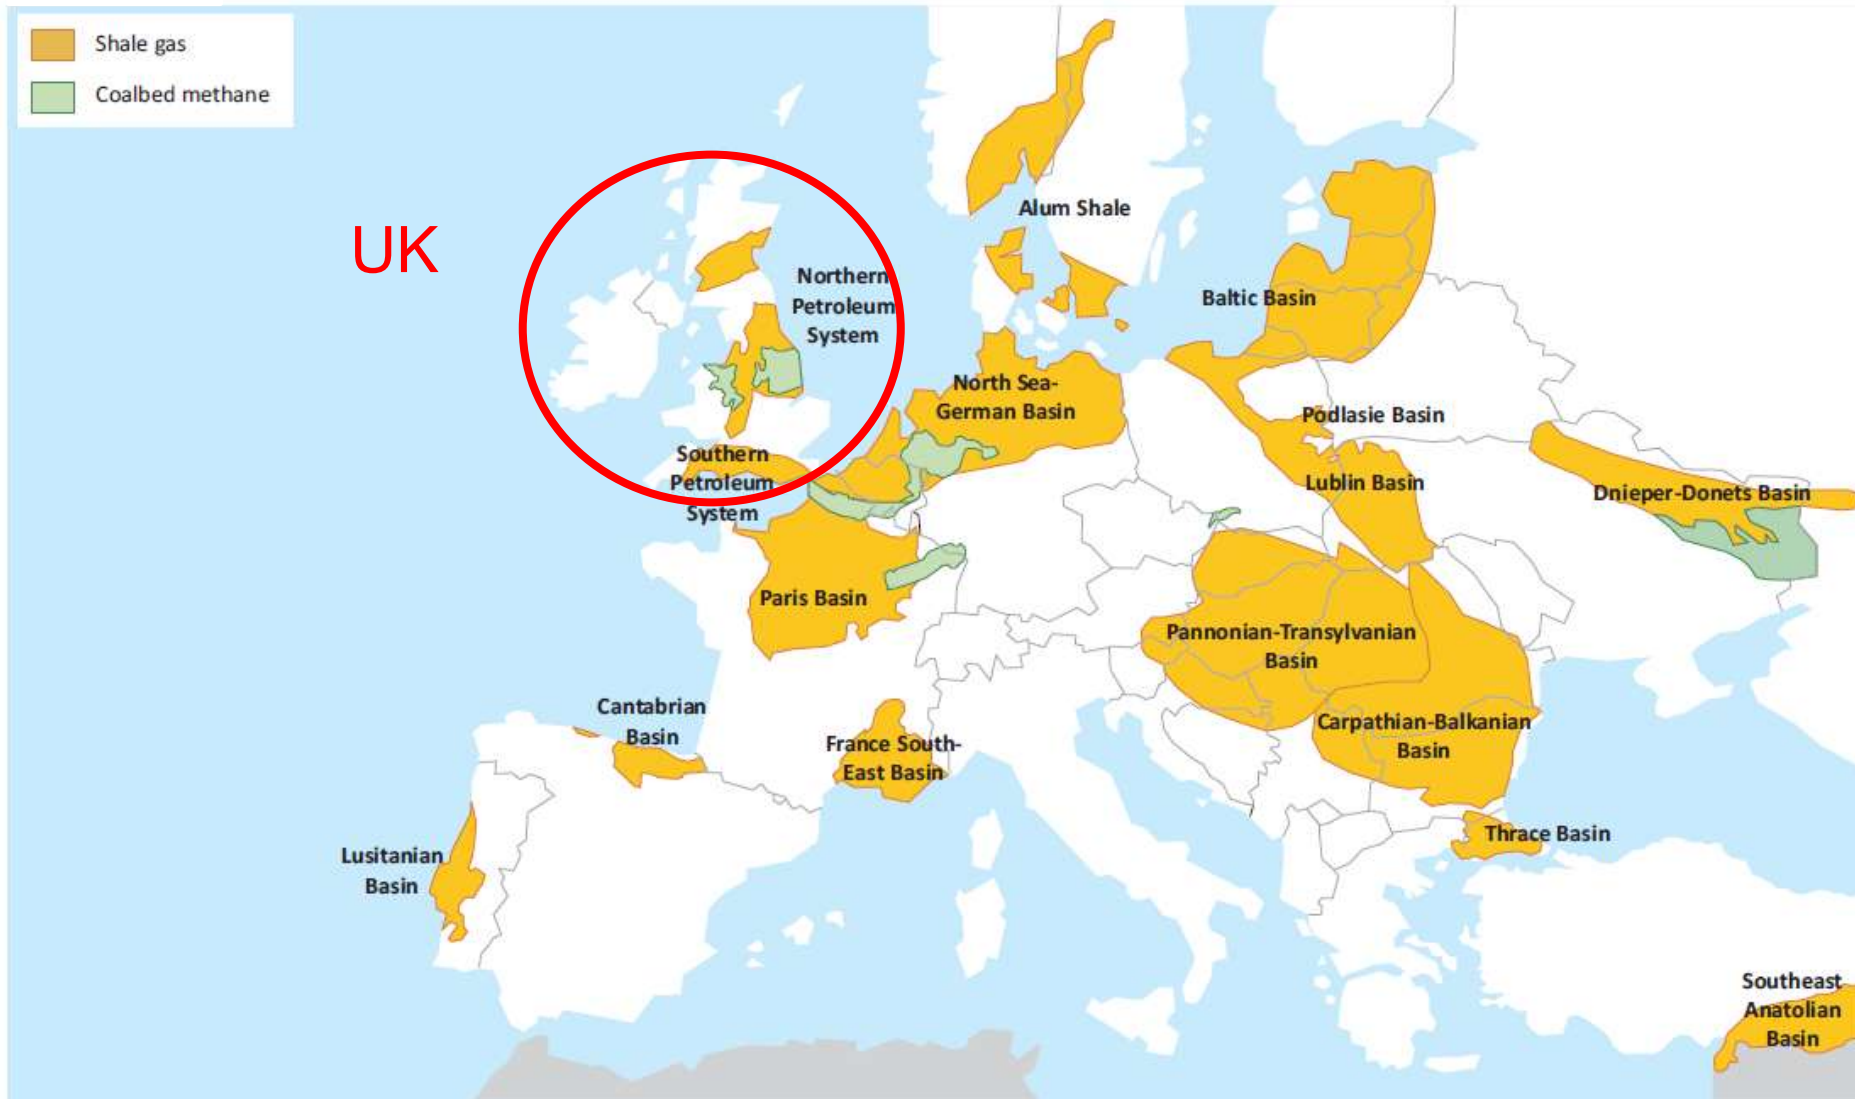 Shale gas
Coalbed methane
UK
Alum Shale
Northern
Petroleum
System
Baltic Basin
North Sea-
German Basin
Podlasie Basin
Southern
Petroleum
System
Lublin Basin
Dnieper-Donets Basin
Paris Basin
Pannonian-Transylvanian
Basin
Cantabrian
Basin
France South-
East Basin
Carpathian-Balkanian
Basin
Thrace Basin
Lusitanian
Basin
Southeast
Anatolian
Basin